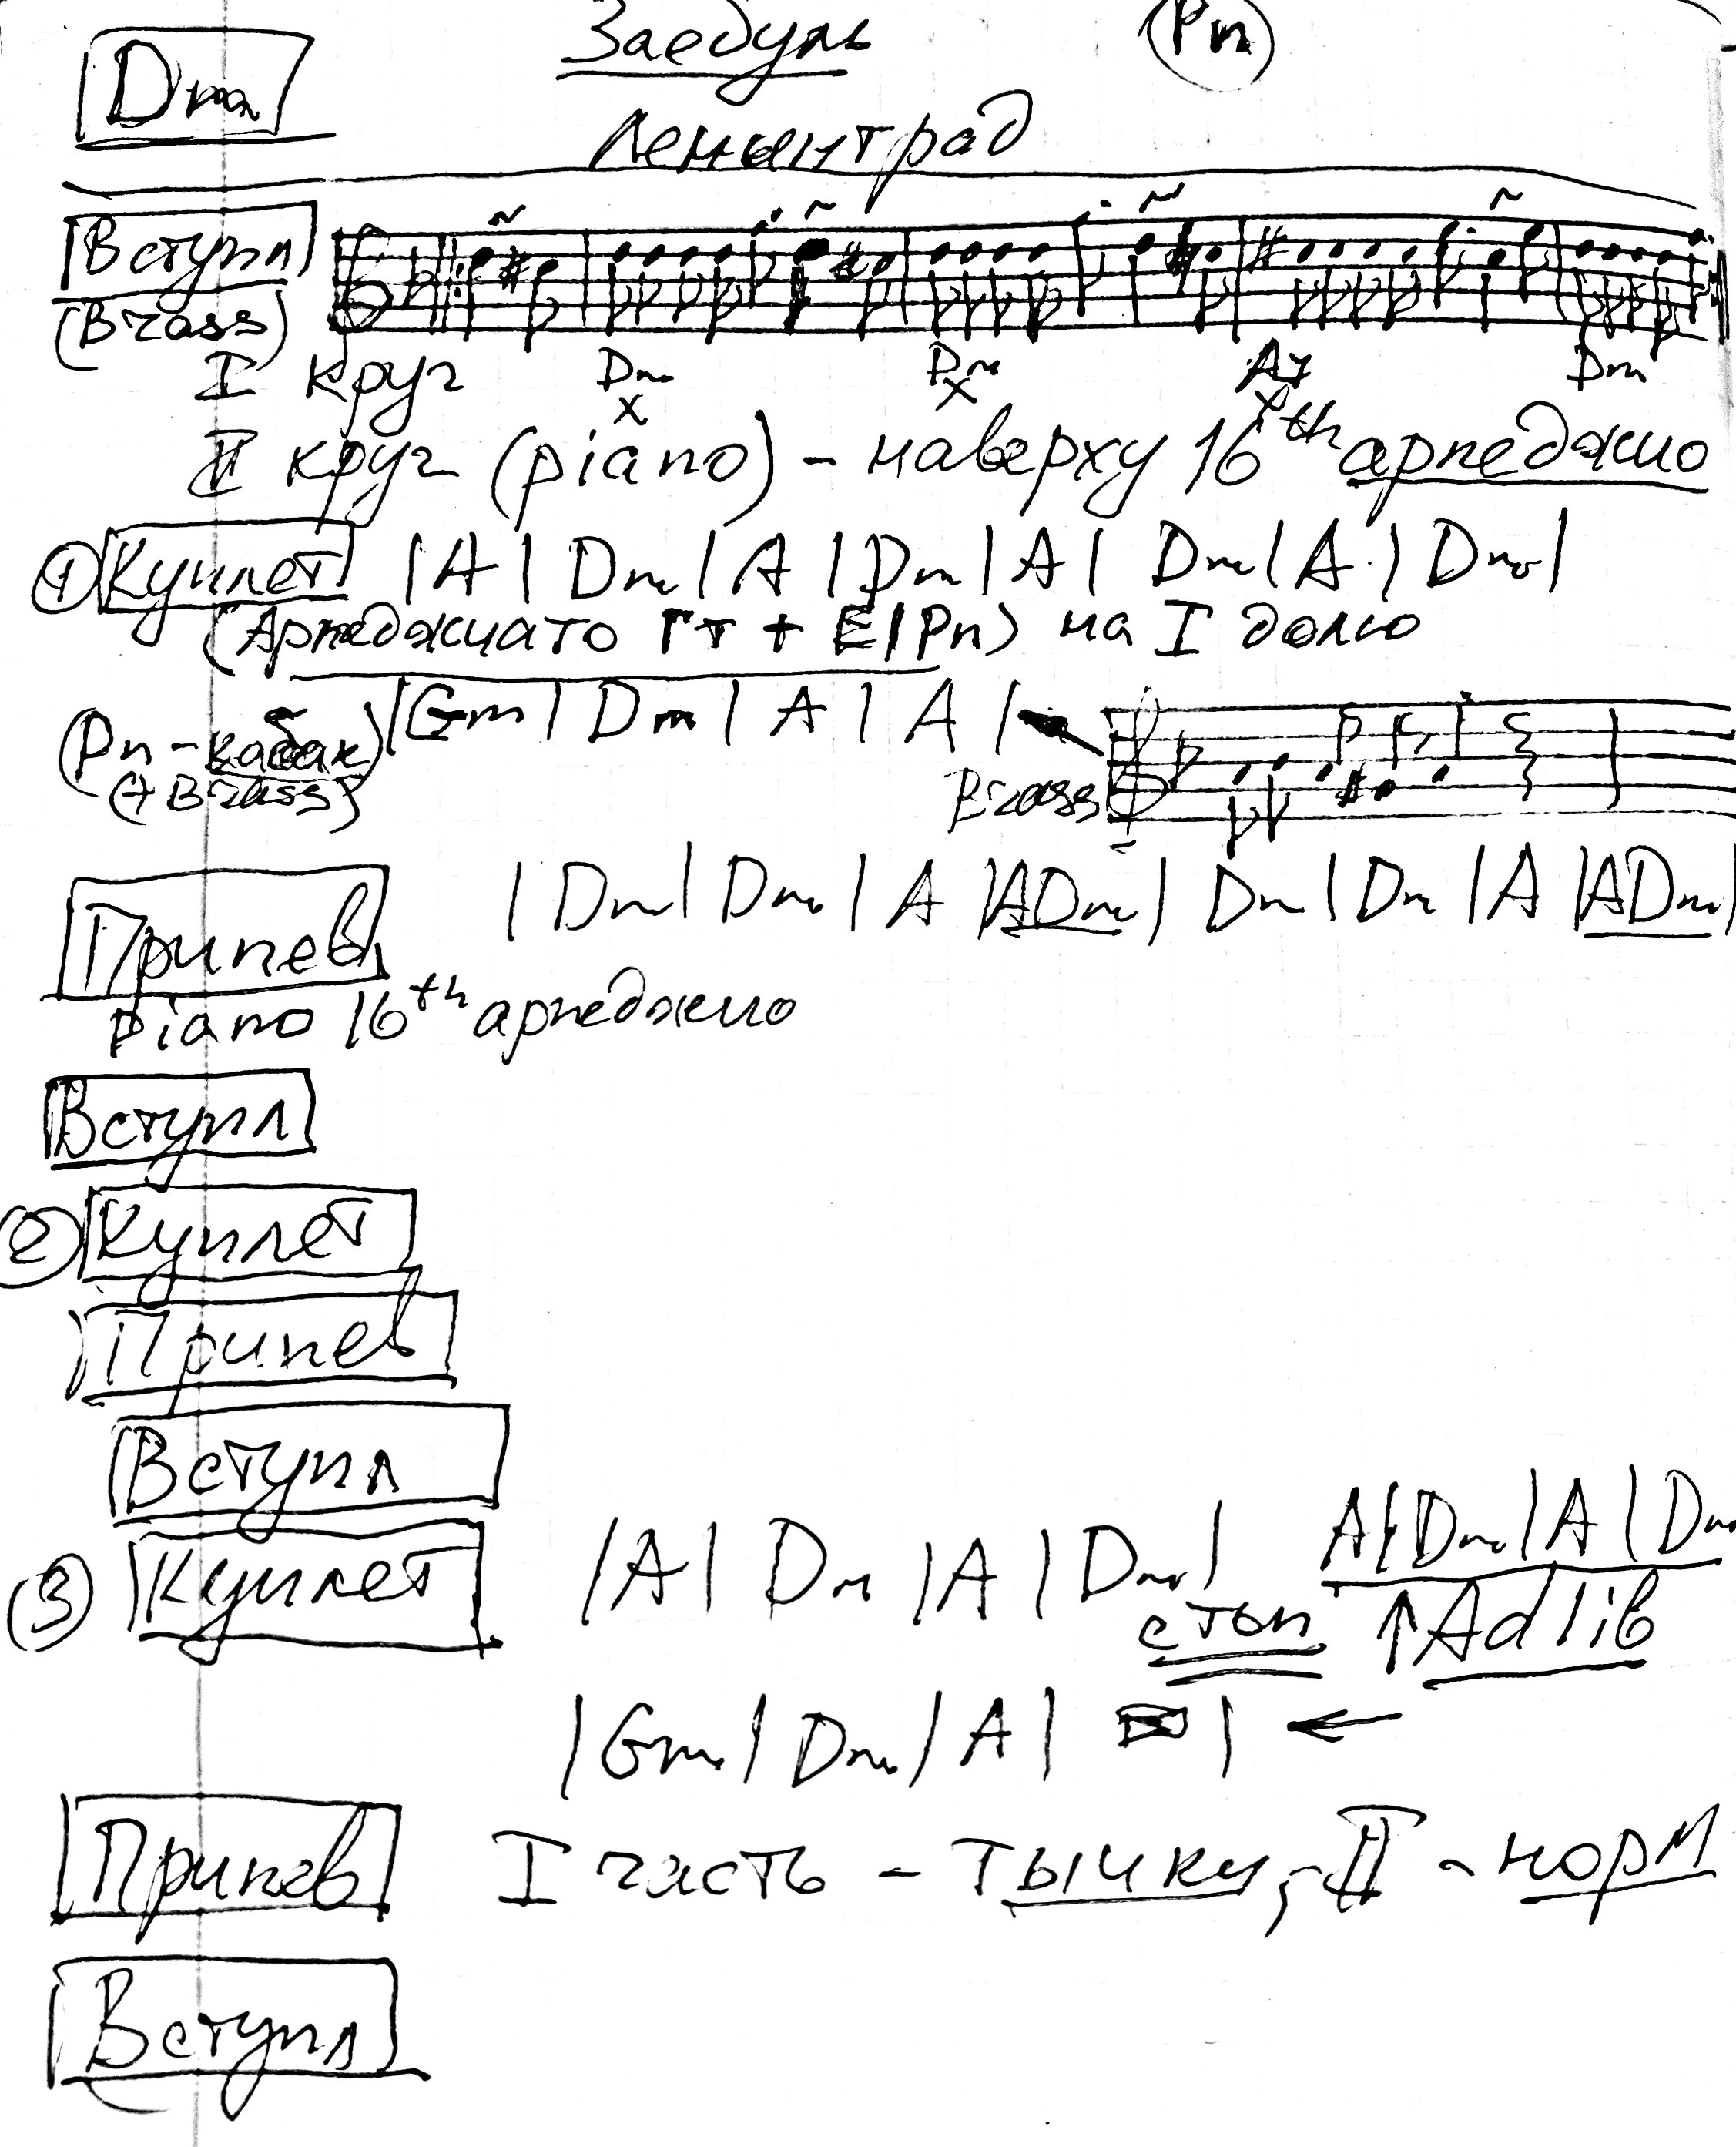 Dm Заебуль Pn
Ленинград
Вступл
(Brass)
I круг Dm Dm A7 Dm
x x x
II круг (piano) - наверху 16th арпеджио
① Куплет | A | Dm | A | Dm | A | Dm | A | Dm |
(Арпеджиато Гт + El Pn) на I долю
(Pn - кабак) | Gm | Dm | A | A |
(+ Brass) Brass
Припев | Dm | Dm | A | A Dm | Dm | Dm | A | A Dm |
piano 16th арпеджио
Вступл
② Куплет
Припев
Вступл
③ Куплет | A | Dm | A | Dm | A | Dm | A | Dm
стоп ↑ Ad lib
| Gm | Dm | A | | ←
Припев I часть - тычки, II - норм
Вступл